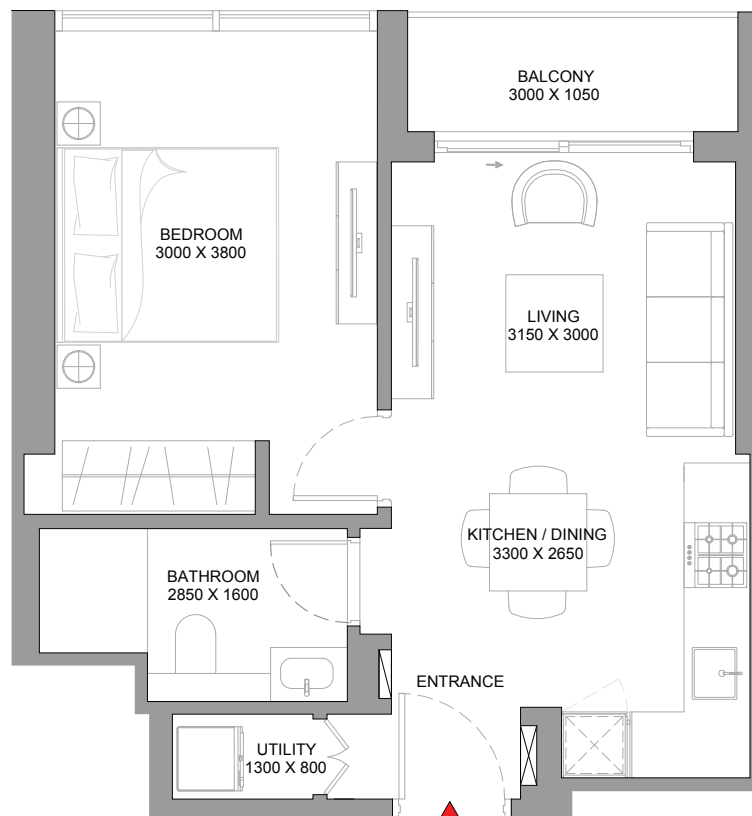 BALCONY
3000 X 1050
BEDROOM
3000 X 3800
LIVING
3150 X 3000
KITCHEN / DINING
3300 X 2650
BATHROOM
2850 X 1600
ENTRANCE
UTILITY
1300 X 800